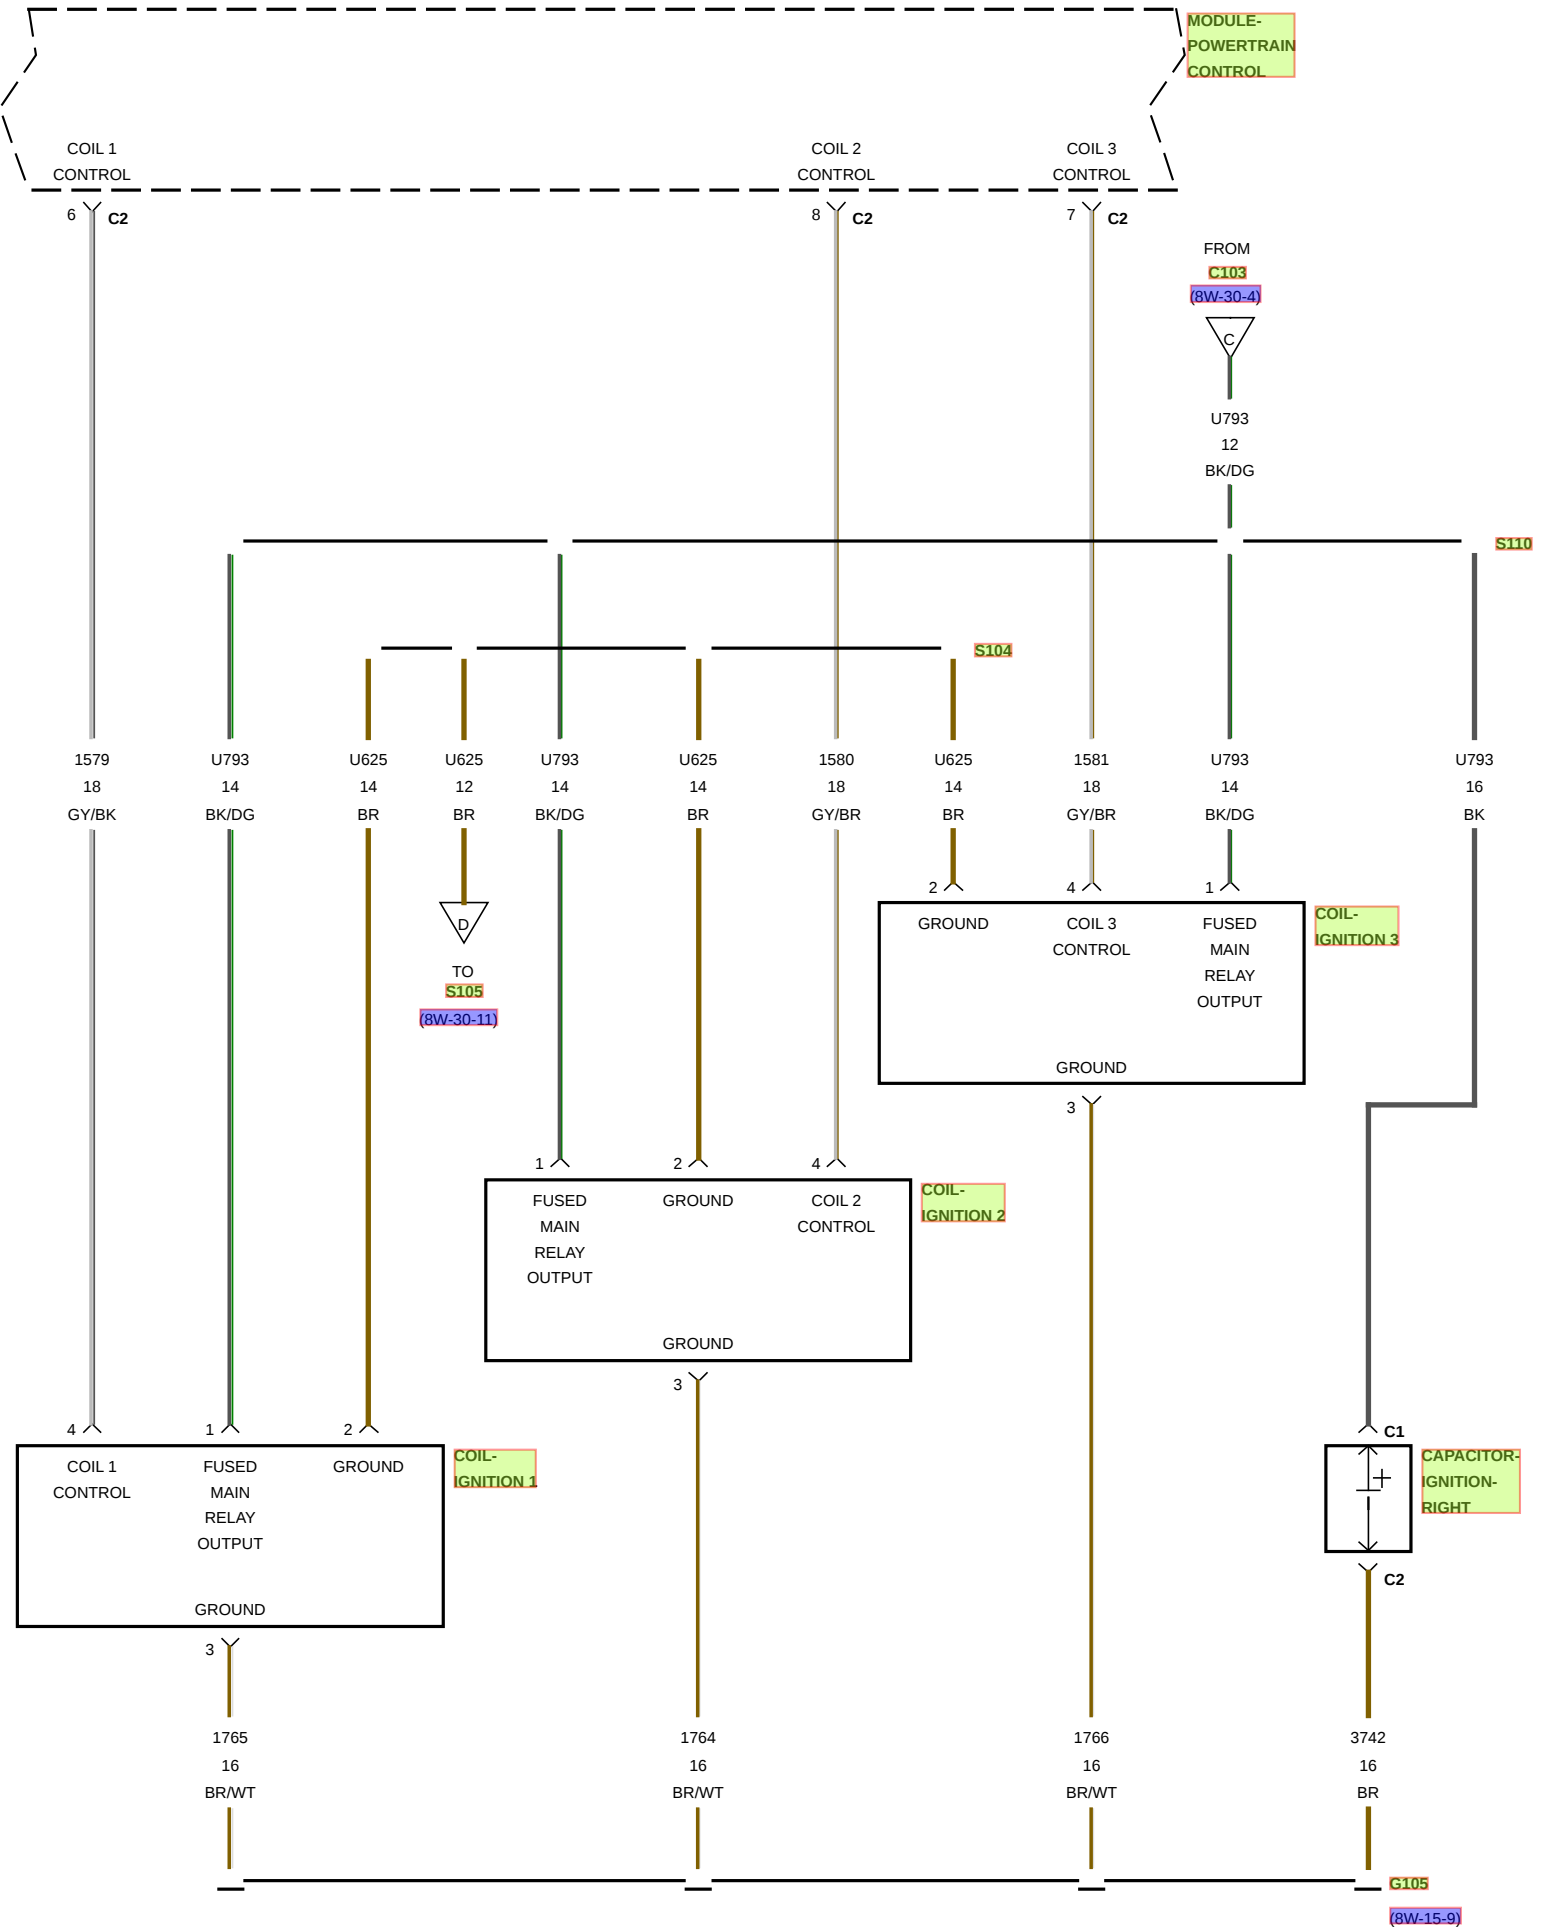 MODULE-
POWERTRAIN
CONTROL
COIL 1
CONTROL
COIL 2
CONTROL
COIL 3
CONTROL
6
C2
8
C2
7
C2
FROM
C103
(8W-30-4)
C
U793
12
BK/DG
S110
S104
1579
18
GY/BK
U793
14
BK/DG
U625
14
BR
U625
12
BR
U793
14
BK/DG
U625
14
BR
1580
18
GY/BR
U625
14
BR
1581
18
GY/BR
U793
14
BK/DG
U793
16
BK
D
TO
S105
(8W-30-11)
2
4
1
GROUND
COIL 3
CONTROL
FUSED
MAIN
RELAY
OUTPUT
GROUND
COIL-
IGNITION 3
3
1
2
4
FUSED
MAIN
RELAY
OUTPUT
GROUND
COIL 2
CONTROL
GROUND
COIL-
IGNITION 2
3
4
1
2
COIL 1
CONTROL
FUSED
MAIN
RELAY
OUTPUT
GROUND
GROUND
COIL-
IGNITION 1
3
C1
+
CAPACITOR-
IGNITION-
RIGHT
C2
1765
16
BR/WT
1764
16
BR/WT
1766
16
BR/WT
3742
16
BR
G105
(8W-15-9)